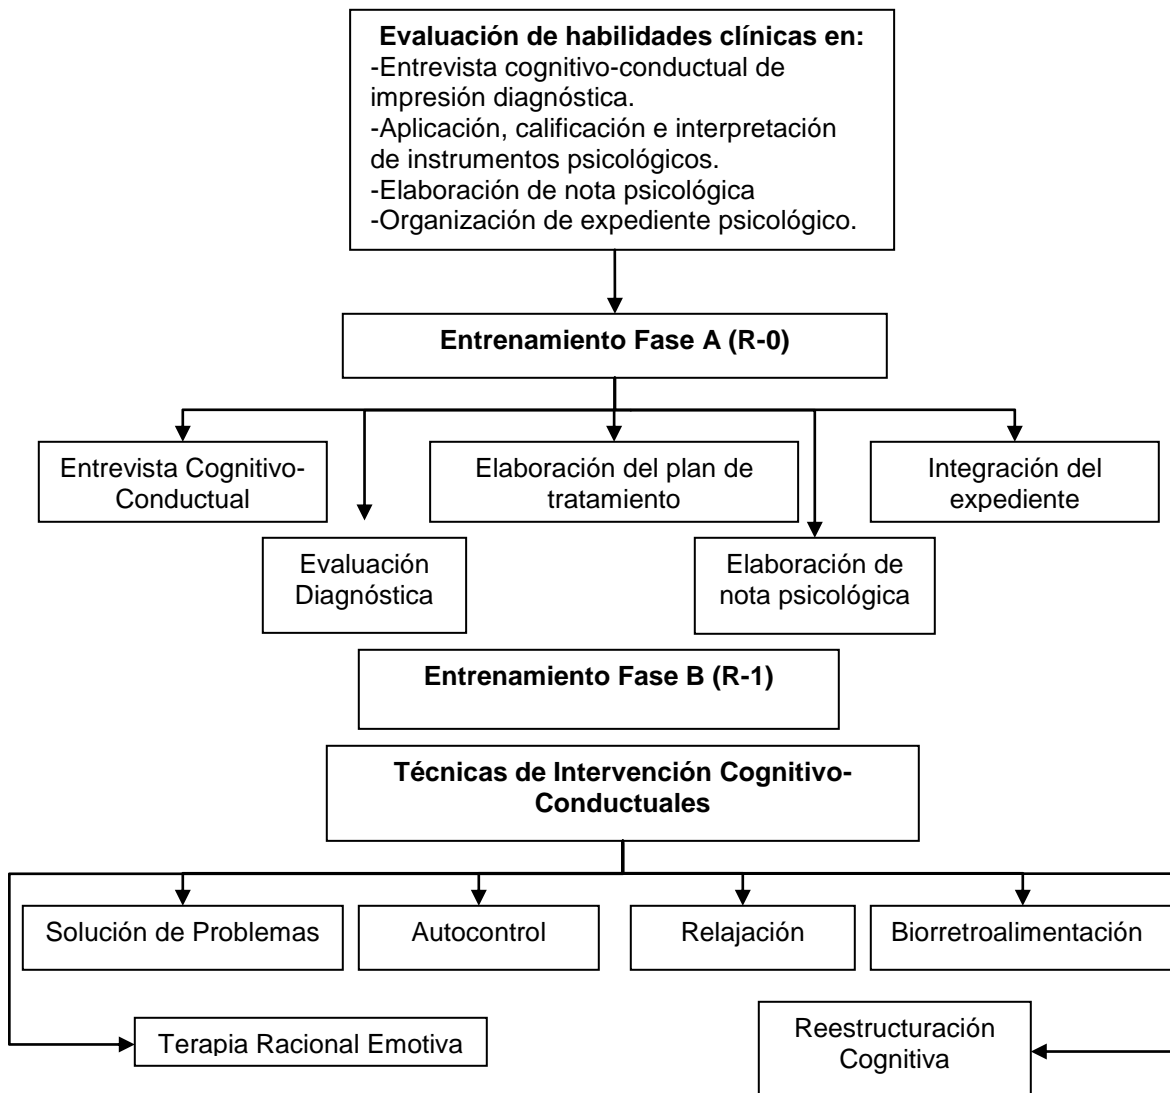 Evaluación de habilidades clínicas en:
-Entrevista cognitivo-conductual de
impresión diagnóstica.
-Aplicación, calificación e interpretación
de instrumentos psicológicos.
-Elaboración de nota psicológica
-Organización de expediente psicológico.
Entrenamiento Fase A (R-0)
Entrevista Cognitivo-
Conductual
Elaboración del plan de
tratamiento
Integración del
expediente
Evaluación
Diagnóstica
Elaboración de
nota psicológica
Entrenamiento Fase B (R-1)
Técnicas de Intervención Cognitivo-
Conductuales
Solución de Problemas
Autocontrol
Relajación
Biorretroalimentación
Terapia Racional Emotiva
Reestructuración
Cognitiva